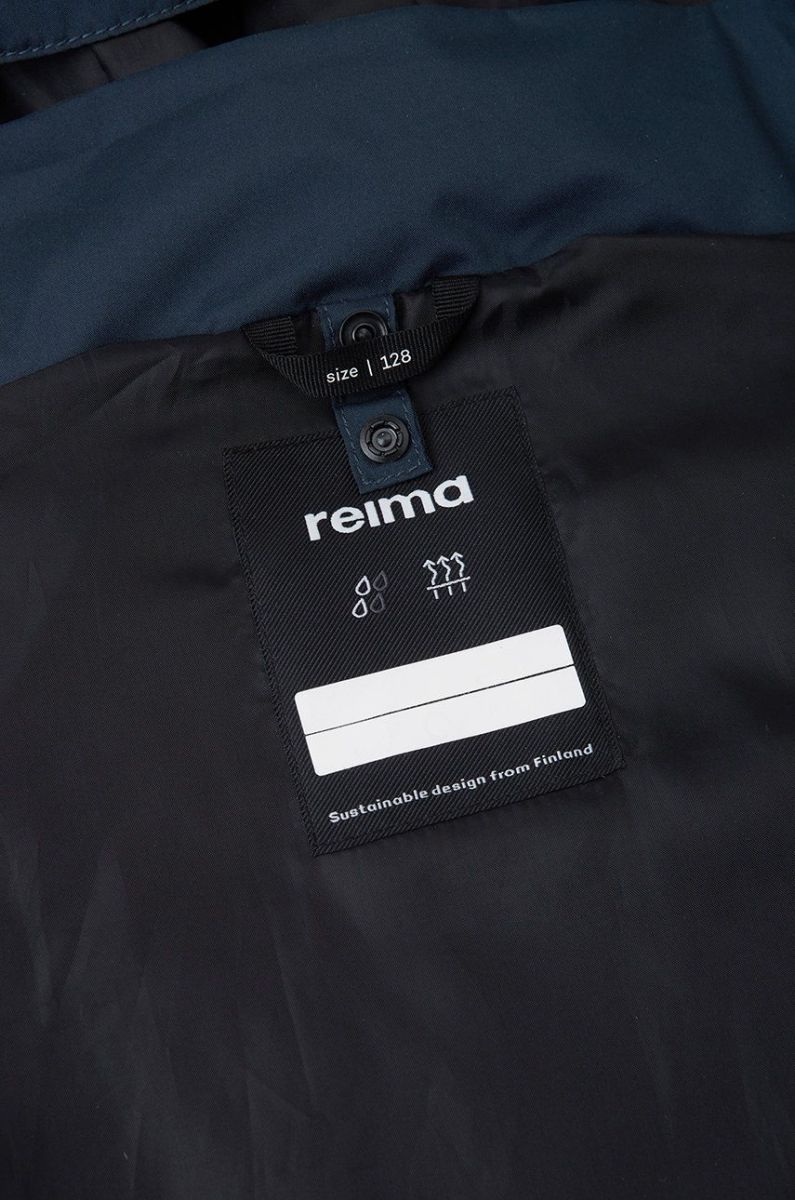 size | 128
reima
Sustainable design from Finland